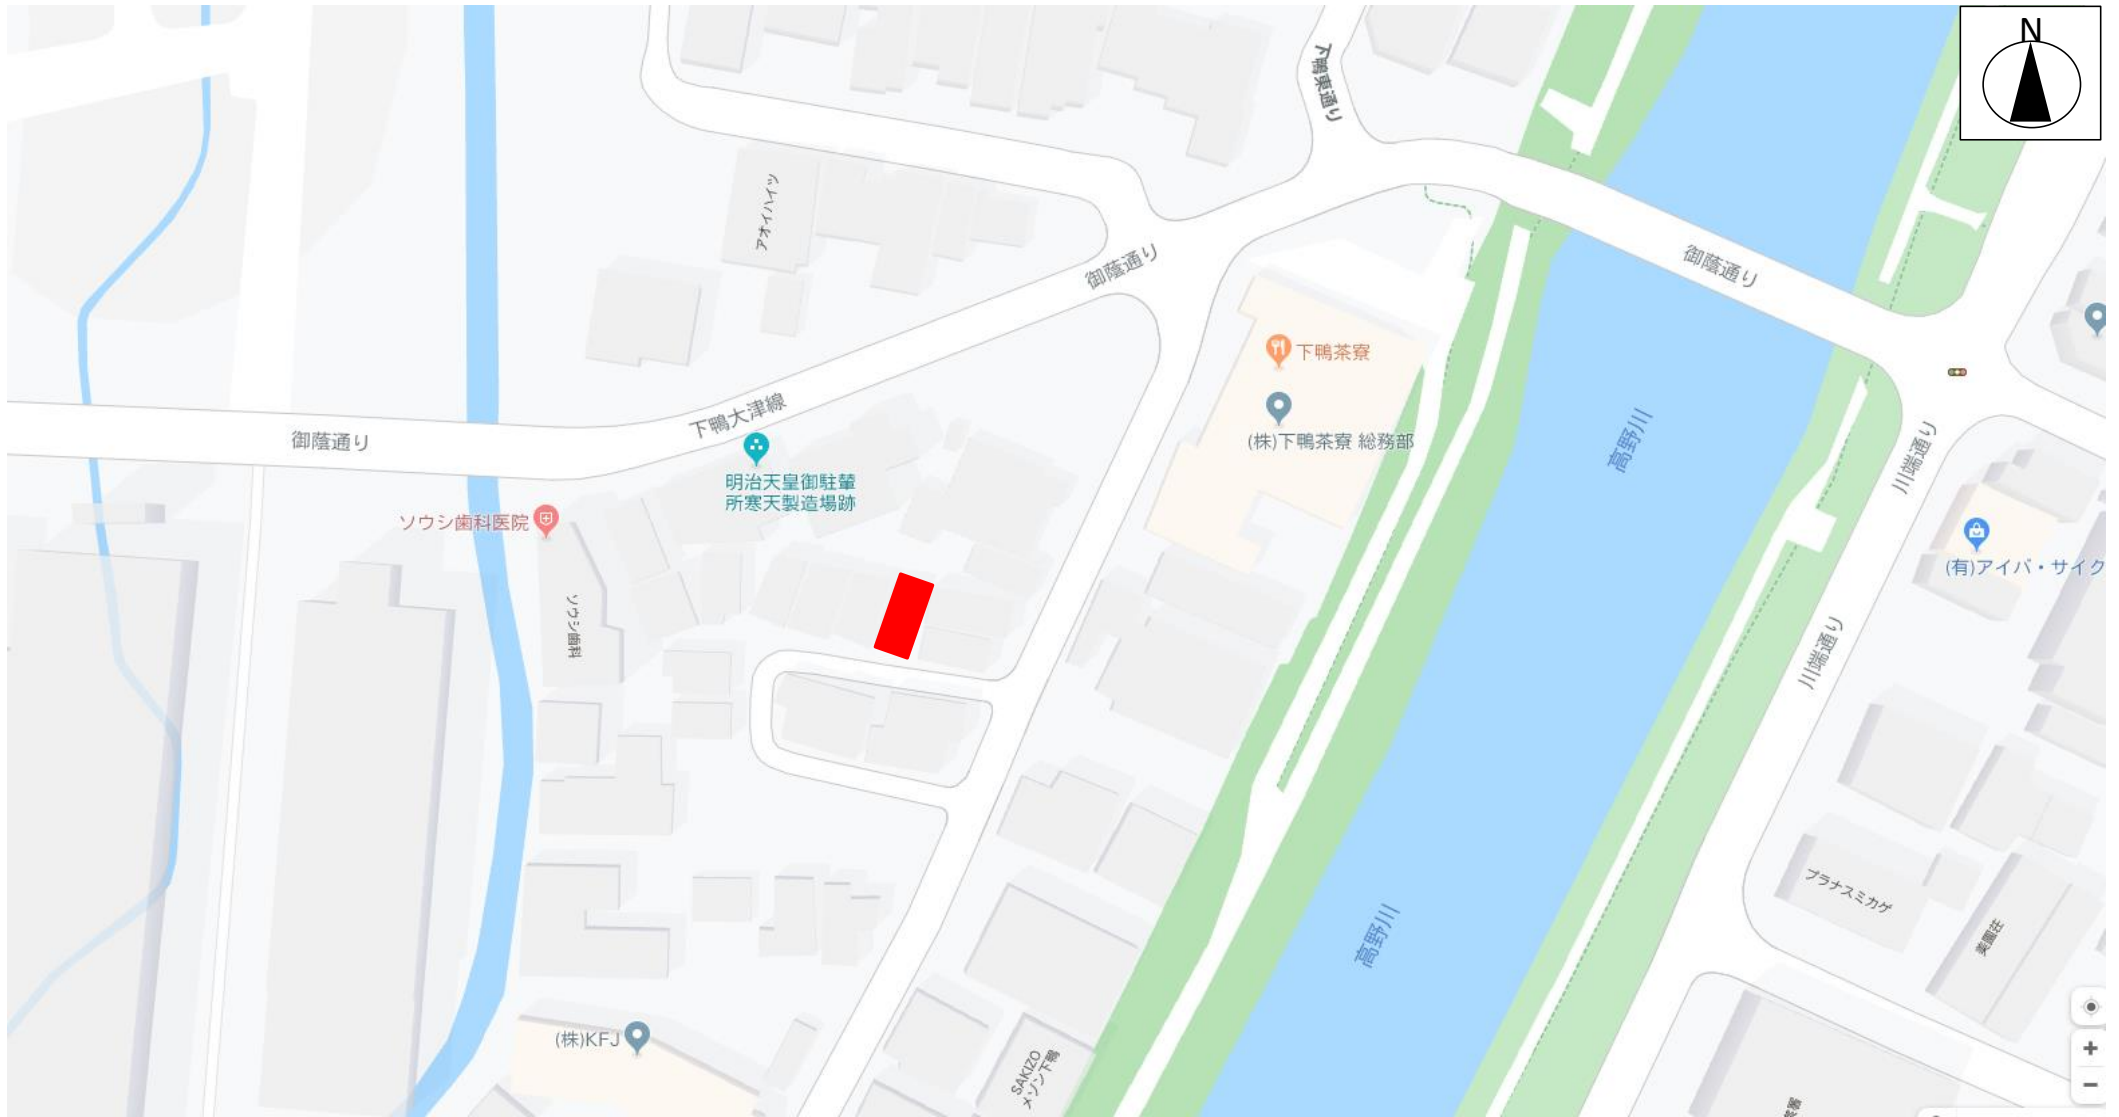 N
下鴨東通り
アオイハイツ
御蔭通り
御蔭通り
下鴨茶寮
下鴨大津線
御蔭通り
(株)下鴨茶寮 総務部
高野川
川端通り
明治天皇御駐輦
所寒天製造場跡
ソウシ歯科医院
(有)アイバ・サイク
ソウシ歯科
川端通り
プラナスミカゲ
高野川
美園荘
(株)KFJ
SAKIZO
メゾン下鴨
+
−